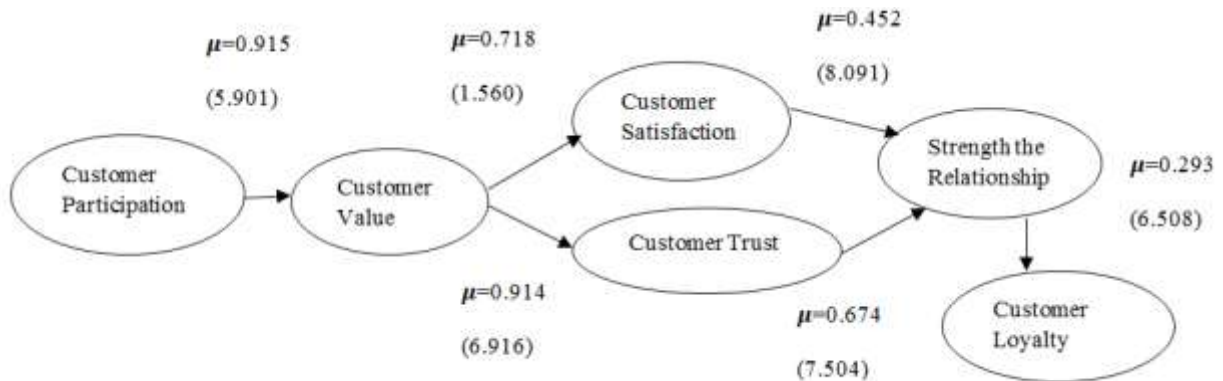 μ=0.915
(5.901)
μ=0.718
(1.560)
μ=0.452
(8.091)
Customer
Participation
Customer
Value
Customer
Satisfaction
Customer Trust
Strength the
Relationship
μ=0.293
(6.508)
μ=0.914
(6.916)
μ=0.674
(7.504)
Customer
Loyalty